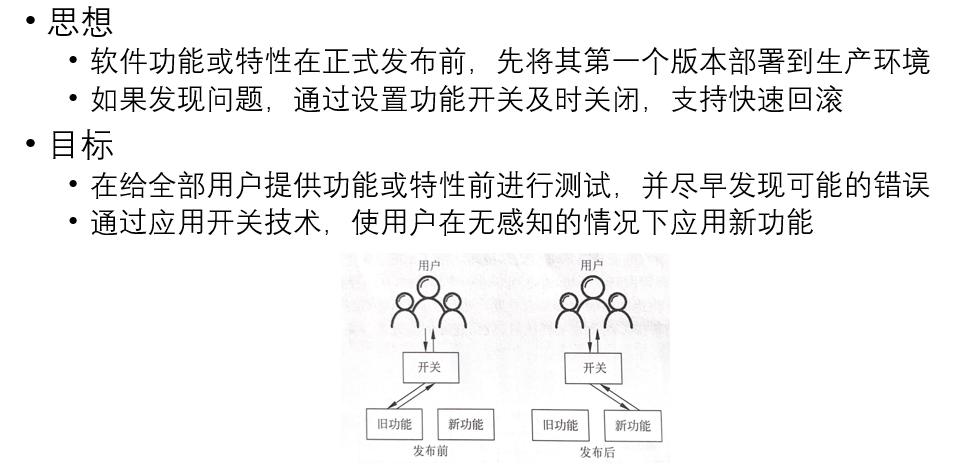 • 思想
• 软件功能或特性在正式发布前，先将其第一个版本部署到生产环境
• 如果发现问题，通过设置功能开关及时关闭，支持快速回滚
• 目标
• 在给全部用户提供功能或特性前进行测试，并尽早发现可能的错误
• 通过应用开关技术，使用户在无感知的情况下应用新功能
用户
开关
旧功能
新功能
发布前
用户
开关
旧功能
新功能
发布后